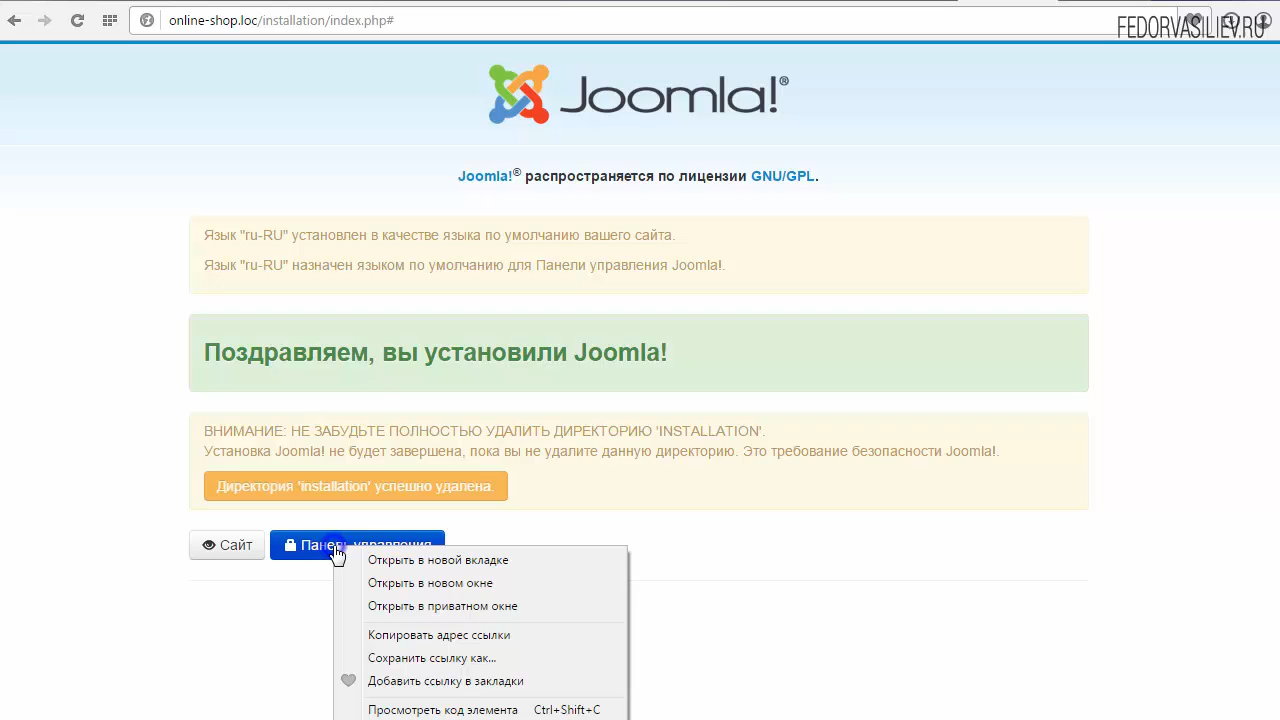 online-shop.loc/installation/index.php#
FEDORVASILIEV.RU
Joomla!®
Joomla!® распространяется по лицензии GNU/GPL.
Язык "ru-RU" установлен в качестве языка по умолчанию вашего сайта.
Язык "ru-RU" назначен языком по умолчанию для Панели управления Joomla!.
Поздравляем, вы установили Joomla!
ВНИМАНИЕ: НЕ ЗАБУДЬТЕ ПОЛНОСТЬЮ УДАЛИТЬ ДИРЕКТОРИЮ 'INSTALLATION'.
Установка Joomla! не будет завершена, пока вы не удалите данную директорию. Это требование безопасности Joomla!.
Директория 'installation' успешно удалена.
Сайт
Панель управления
Открыть в новой вкладке
Открыть в новом окне
Открыть в приватном окне
Копировать адрес ссылки
Сохранить ссылку как...
Добавить ссылку в закладки
Просмотреть код элемента Ctrl+Shift+C